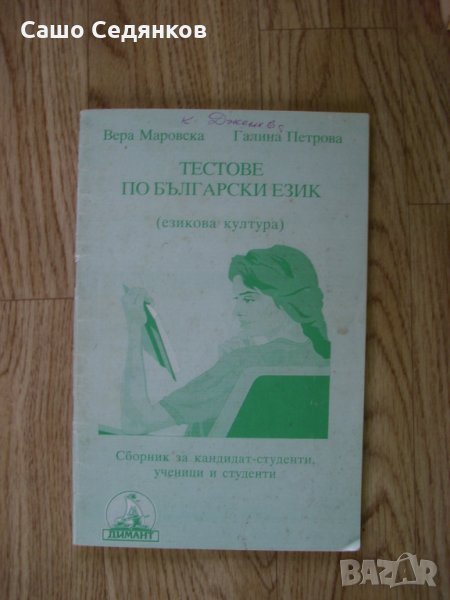 Сашо Седянков
Вера Маровска Галина Петрова
ТЕСТОВЕ
ПО БЪЛГАРСКИ ЕЗИК
(езикова култура)
Сборник за кандидат-студенти,
ученици и студенти
ДИМАНТ
BAZAR